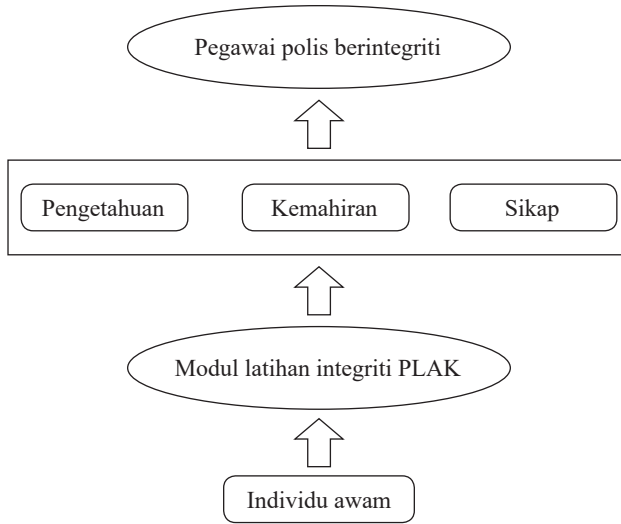 Pegawai polis berintegriti
Pengetahuan Kemahiran Sikap
Modul latihan integriti PLAK
Individu awam